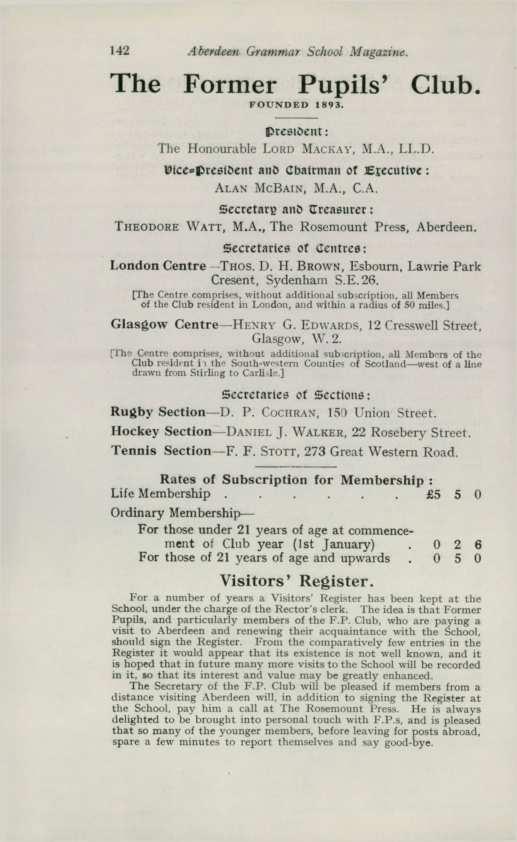 142 Aberdeen Grammar School Magazine.
The Former Pupils' Club.
FOUNDED 1893.
President:
The Honourable LORD MACKAY, M.A., LL.D.
Vice=President and Chairman of Executive:
ALAN MCBAIN, M.A., C.A.
Secretary and Treasurer:
THEODORE WATT, M.A., The Rosemount Press, Aberdeen.
Secretaries of Centres:
London Centre—THOS. D. H. BROWN, Esbourn, Lawrie Park
Cresent, Sydenham S.E. 26.
[The Centre comprises, without additional subscription, all Members
of the Club resident in London, and within a radius of 50 miles.]
Glasgow Centre—HENRY G. EDWARDS, 12 Cresswell Street,
Glasgow, W. 2.
[The Centre comprises, without additional subscription, all Members of the
Club resident in the South-western Counties of Scotland—west of a line
drawn from Stirling to Carlisle.]
Secretaries of Sections:
Rugby Section—D. P. COCHRAN, 150 Union Street.
Hockey Section—DANIEL J. WALKER, 22 Rosebery Street.
Tennis Section—F. F. STOTT, 273 Great Western Road.
Rates of Subscription for Membership:
Life Membership . . . . . . £5 5 0
Ordinary Membership—
For those under 21 years of age at commence-
ment of Club year (1st January) . 0 2 6
For those of 21 years of age and upwards . 0 5 0
Visitors' Register.
For a number of years a Visitors' Register has been kept at the
School, under the charge of the Rector's clerk. The idea is that Former
Pupils, and particularly members of the F.P. Club, who are paying a
visit to Aberdeen and renewing their acquaintance with the School,
should sign the Register. From the comparatively few entries in the
Register it would appear that its existence is not well known, and it
is hoped that in future many more visits to the School will be recorded
in it, so that its interest and value may be greatly enhanced.
The Secretary of the F.P. Club will be pleased if members from a
distance visiting Aberdeen will, in addition to signing the Register at
the School, pay him a call at The Rosemount Press. He is always
delighted to be brought into personal touch with F.P.s, and is pleased
that so many of the younger members, before leaving for posts abroad,
spare a few minutes to report themselves and say good-bye.